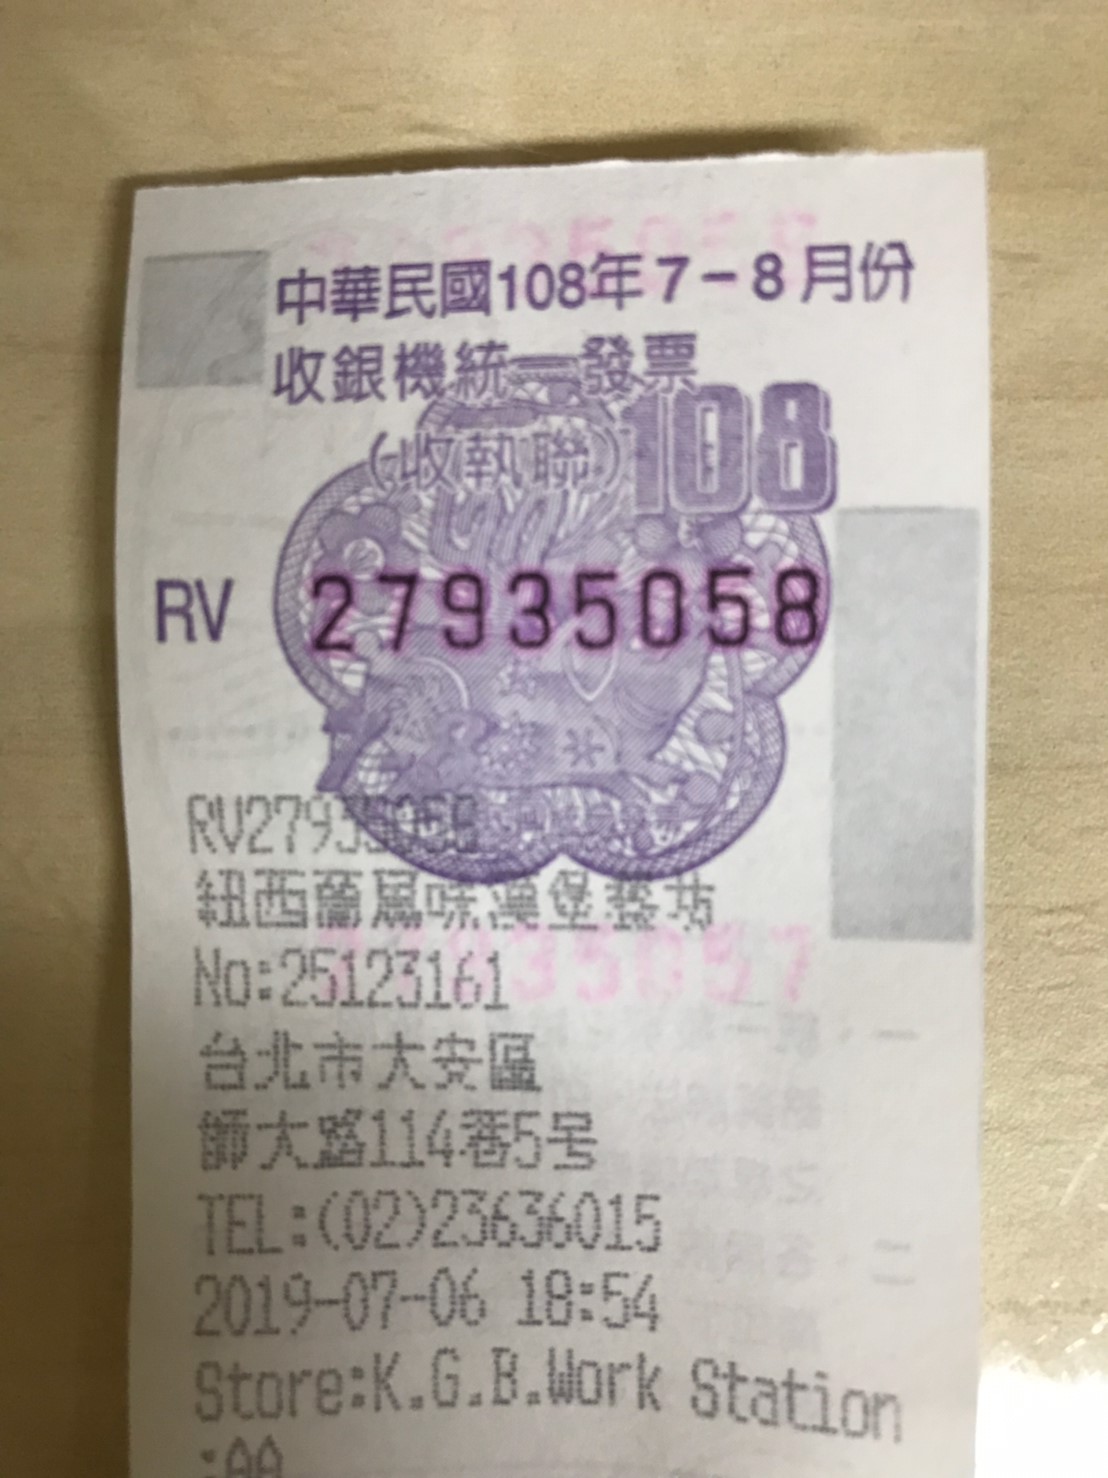 中華民國108年7-8月份
收銀機統一發票
(收執聯)
108
RV 27935058
RV27935058
紐西蘭風味漢堡藝坊
No:25123161
台北市大安區
師大路114巷5号
TEL:(02)23636015
2019-07-06 18:54
Store:K.G.B.Work Station